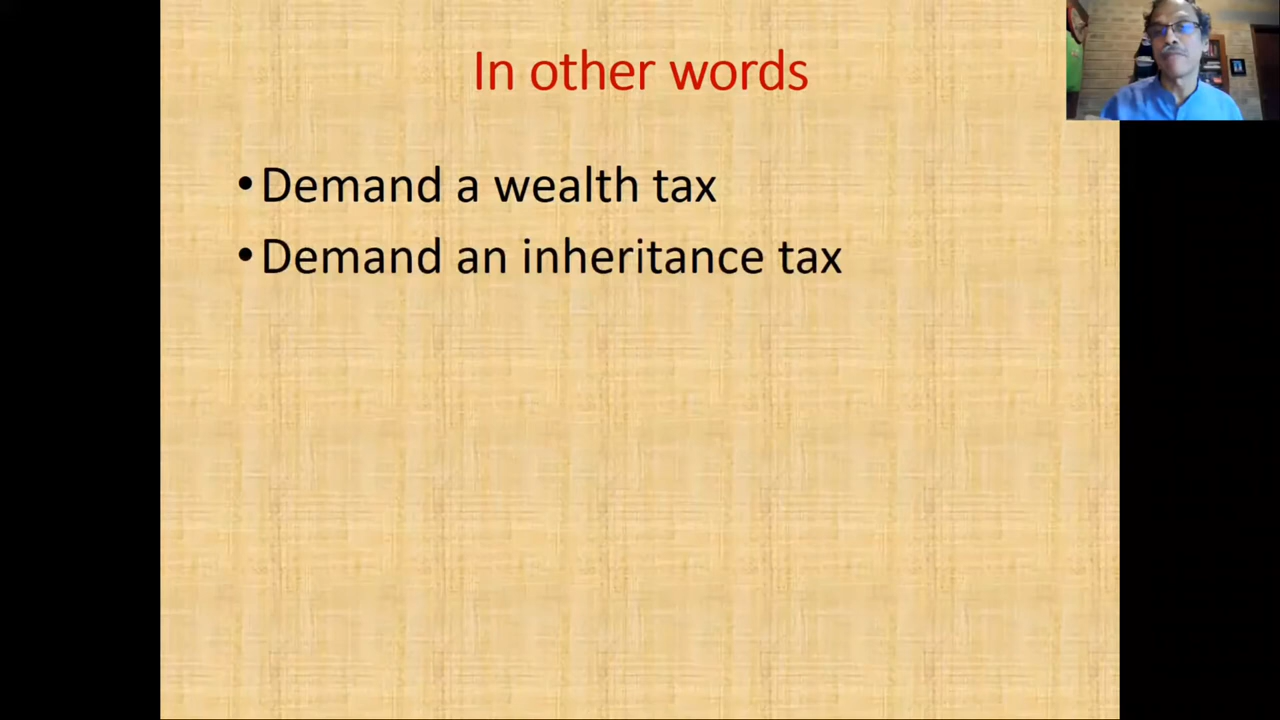 In other words
• Demand a wealth tax
• Demand an inheritance tax